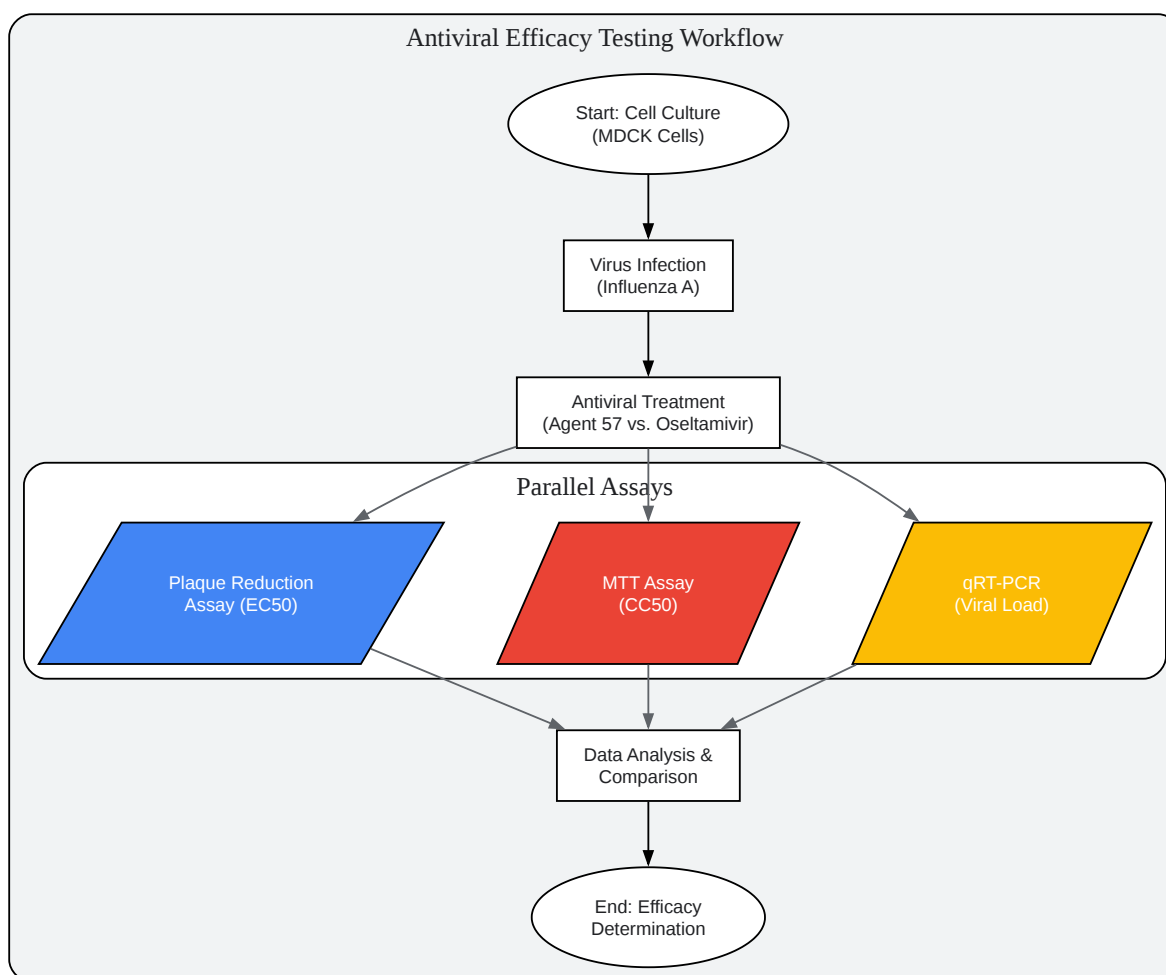 Antiviral Efficacy Testing Workflow
Start: Cell Culture
(MDCK Cells)
Virus Infection
(Influenza A)
Antiviral Treatment
(Agent 57 vs. Oseltamivir)
Parallel Assays
Plaque Reduction
Assay (EC50)
MTT Assay
(CC50)
qRT-PCR
(Viral Load)
Data Analysis &
Comparison
End: Efficacy
Determination